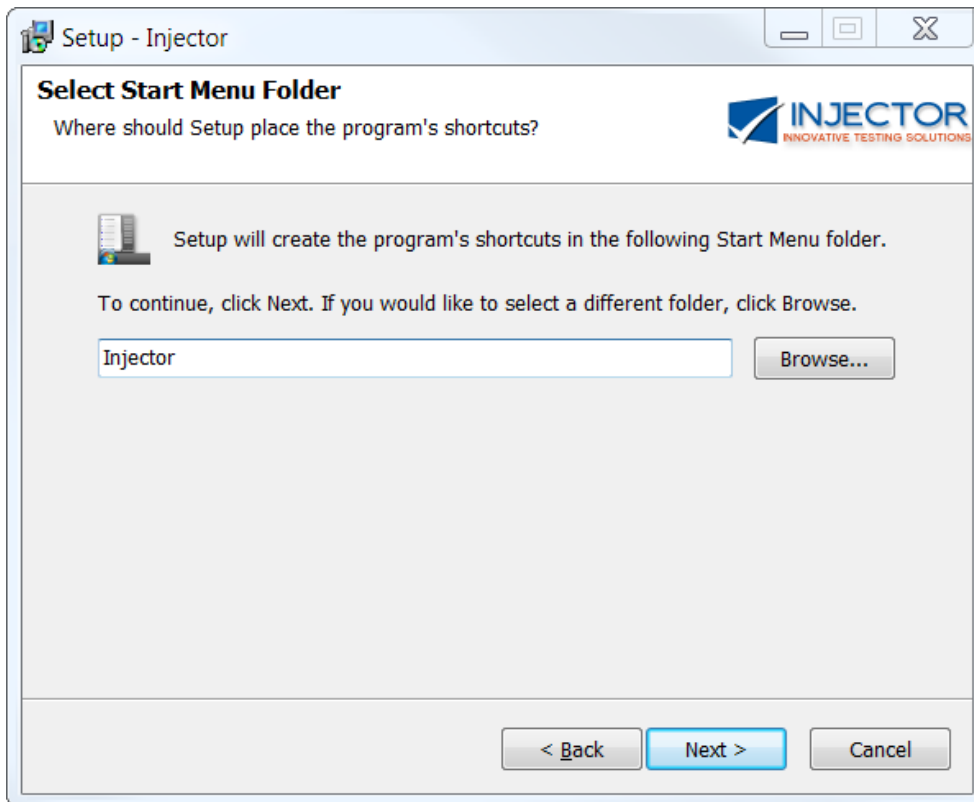 Setup - Injector
Select Start Menu Folder
Where should Setup place the program's shortcuts?
INJECTOR
INNOVATIVE TESTING SOLUTIONS
Setup will create the program's shortcuts in the following Start Menu folder.
To continue, click Next. If you would like to select a different folder, click Browse.
Injector
Browse...
< Back
Next >
Cancel